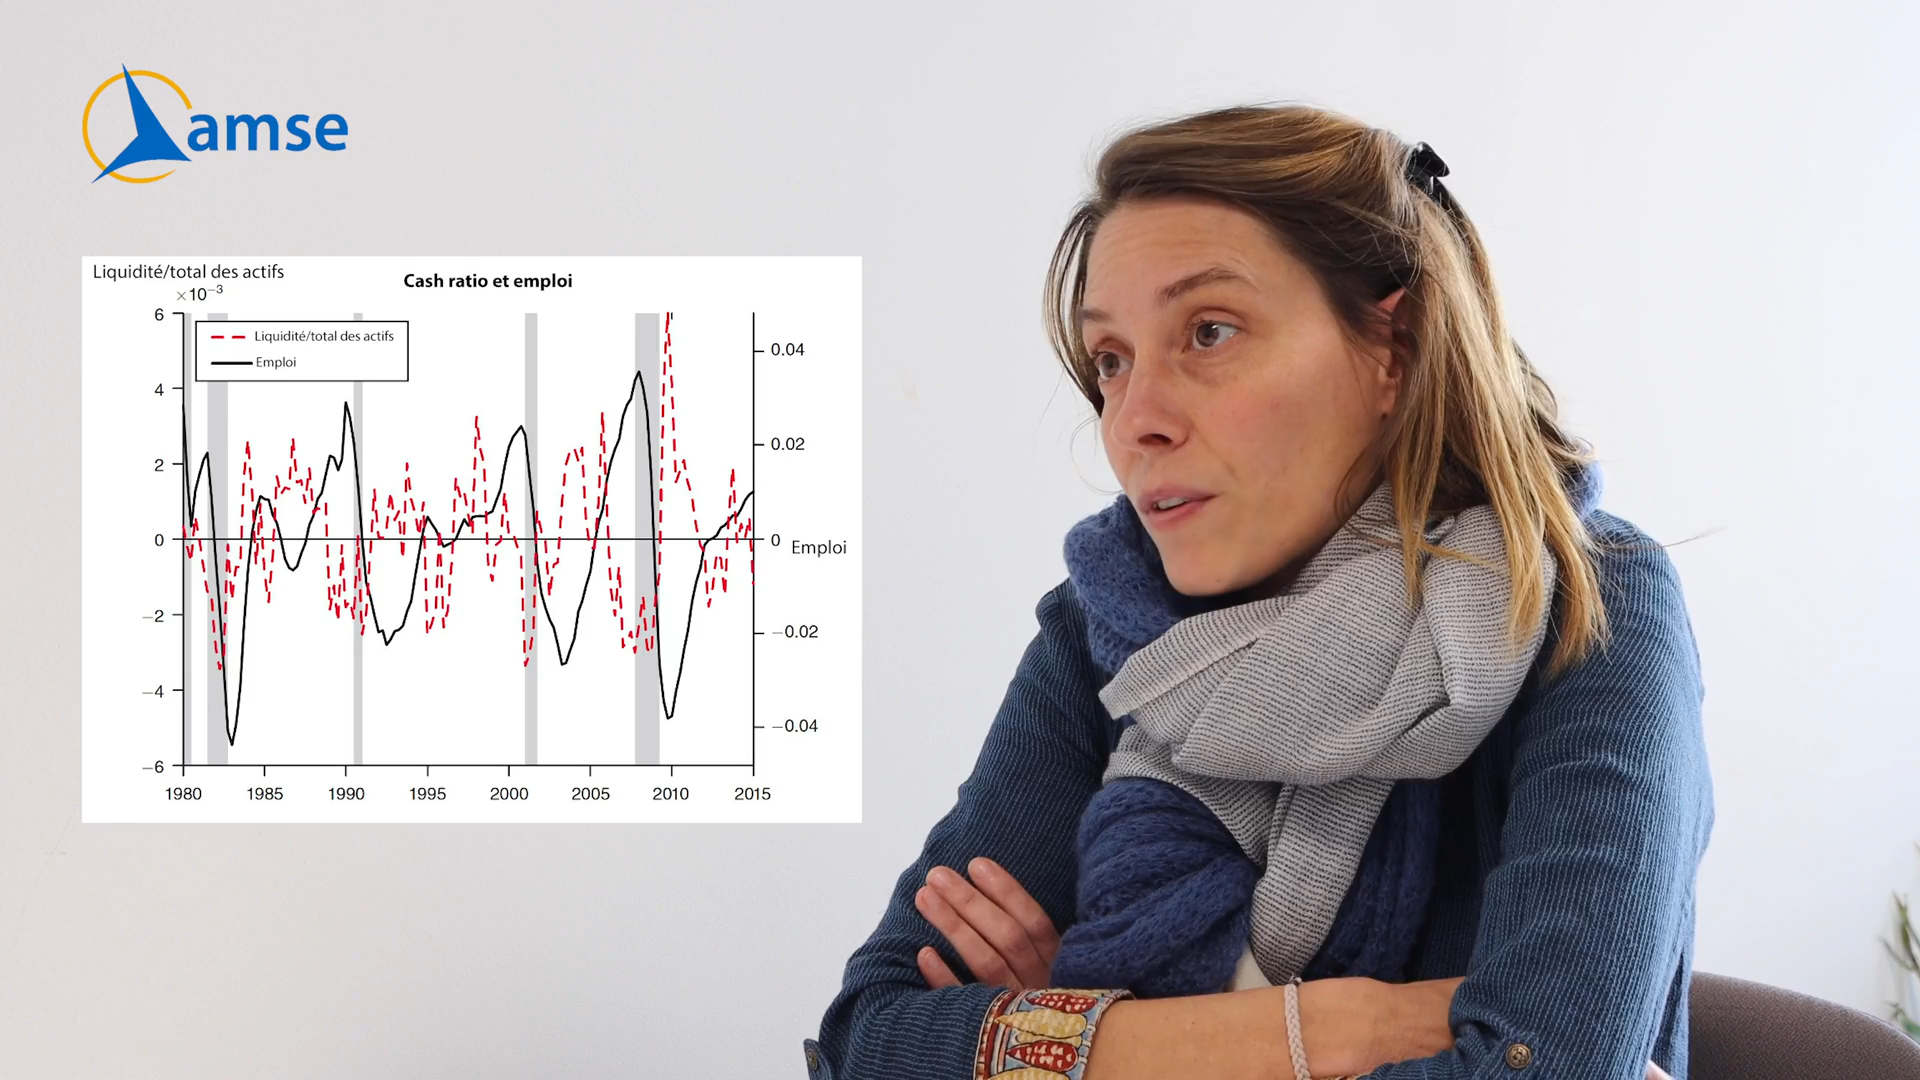 amse
Liquidité/total des actifs
×10⁻³
Cash ratio et emploi
Liquidité/total des actifs
Emploi
6
4
2
0
−2
−4
−6
0.04
0.02
0
−0.02
−0.04
Emploi
1980 1985 1990 1995 2000 2005 2010 2015